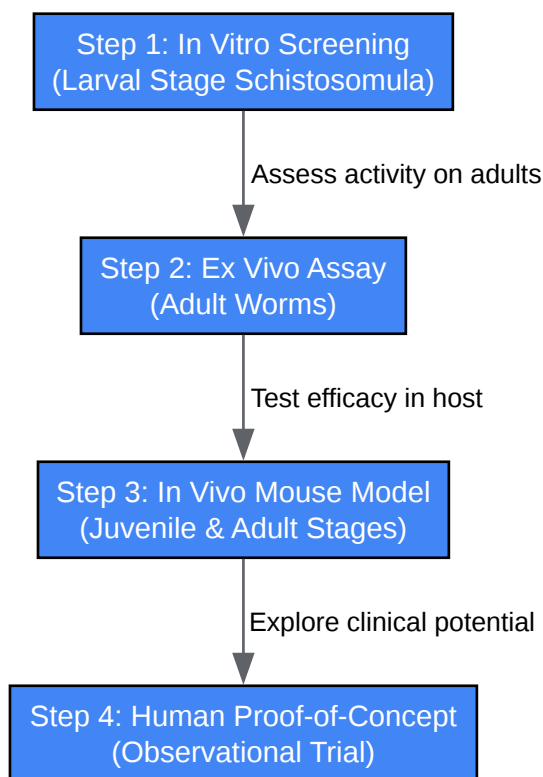 Step 1: In Vitro Screening
(Larval Stage Schistosomula)
Assess activity on adults
Step 2: Ex Vivo Assay
(Adult Worms)
Test efficacy in host
Step 3: In Vivo Mouse Model
(Juvenile & Adult Stages)
Explore clinical potential
Step 4: Human Proof-of-Concept
(Observational Trial)